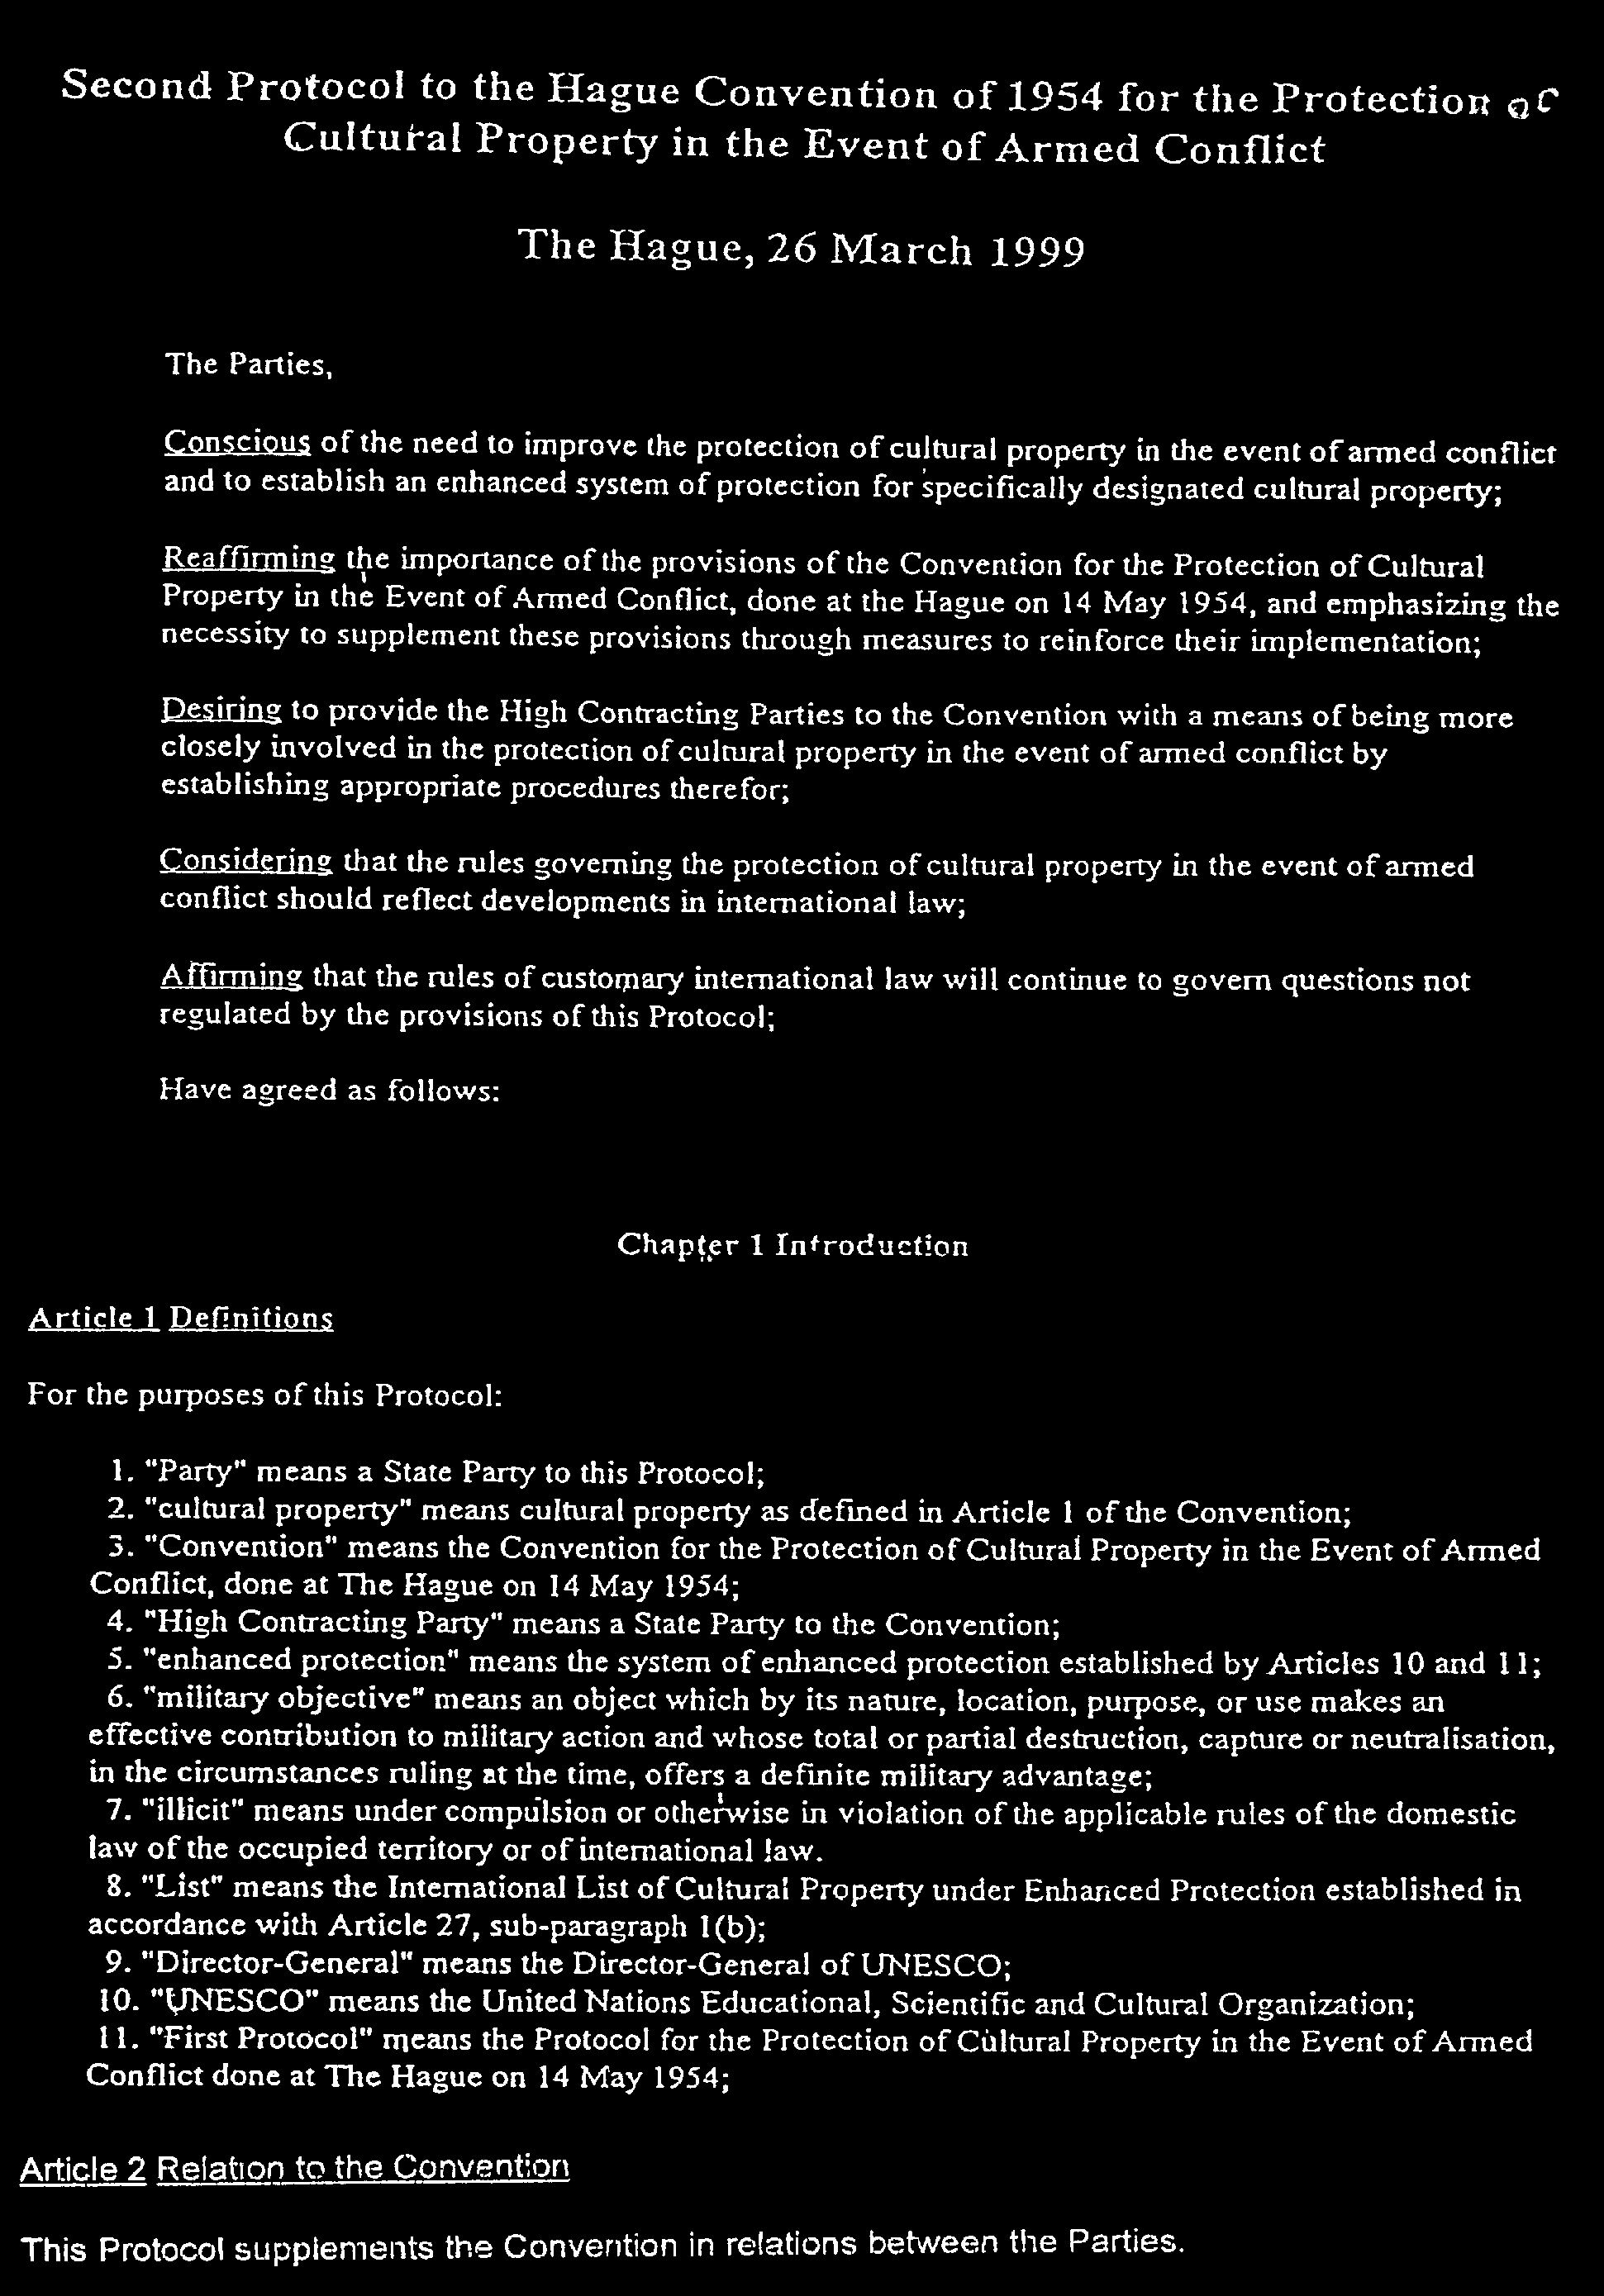 Second Protocol to the Hague Convention of 1954 for the Protection of
Cultural Property in the Event of Armed Conflict
The Hague, 26 March 1999
The Parties,
Conscious of the need to improve the protection of cultural property in the event of armed conflict
and to establish an enhanced system of protection for specifically designated cultural property;
Reaffirming the importance of the provisions of the Convention for the Protection of Cultural
Property in the Event of Armed Conflict, done at the Hague on 14 May 1954, and emphasizing the
necessity to supplement these provisions through measures to reinforce their implementation;
Desiring to provide the High Contracting Parties to the Convention with a means of being more
closely involved in the protection of cultural property in the event of armed conflict by
establishing appropriate procedures therefor;
Considering that the rules governing the protection of cultural property in the event of armed
conflict should reflect developments in international law;
Affirming that the rules of customary international law will continue to govern questions not
regulated by the provisions of this Protocol;
Have agreed as follows:
Chapter 1 Introduction
Article 1 Definitions
For the purposes of this Protocol:
1. "Party" means a State Party to this Protocol;
2. "cultural property" means cultural property as defined in Article 1 of the Convention;
3. "Convention" means the Convention for the Protection of Cultural Property in the Event of Armed
Conflict, done at The Hague on 14 May 1954;
4. "High Contracting Party" means a State Party to the Convention;
5. "enhanced protection" means the system of enhanced protection established by Articles 10 and 11;
6. "military objective" means an object which by its nature, location, purpose, or use makes an
effective contribution to military action and whose total or partial destruction, capture or neutralisation,
in the circumstances ruling at the time, offers a definite military advantage;
7. "illicit" means under compulsion or otherwise in violation of the applicable rules of the domestic
law of the occupied territory or of international law.
8. "List" means the International List of Cultural Property under Enhanced Protection established in
accordance with Article 27, sub-paragraph 1(b);
9. "Director-General" means the Director-General of UNESCO;
10. "UNESCO" means the United Nations Educational, Scientific and Cultural Organization;
11. "First Protocol" means the Protocol for the Protection of Cultural Property in the Event of Armed
Conflict done at The Hague on 14 May 1954;
Article 2 Relation to the Convention
This Protocol supplements the Convention in relations between the Parties.